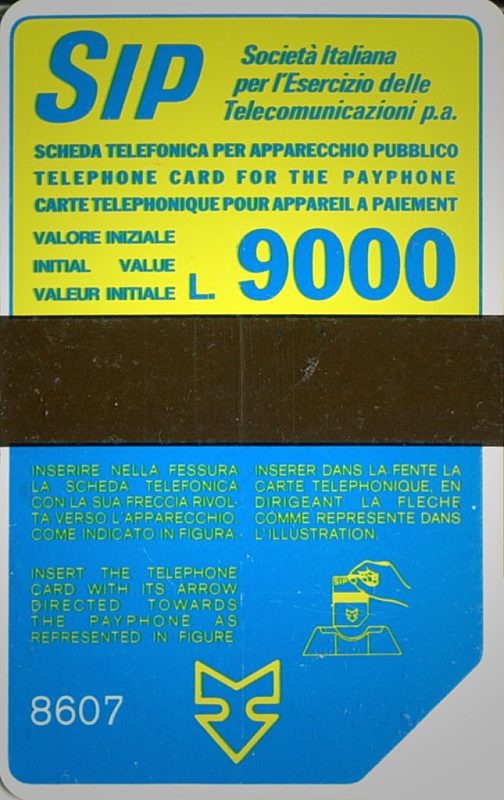 SIP
Società Italiana
per l'Esercizio delle
Telecomunicazioni p.a.
SCHEDA TELEFONICA PER APPARECCHIO PUBBLICO
TELEPHONE CARD FOR THE PAYPHONE
CARTE TELEPHONIQUE POUR APPAREIL A PAIEMENT
VALORE INIZIALE
INITIAL VALUE
VALEUR INITIALE L. 9000
INSERIRE NELLA FESSURA
LA SCHEDA TELEFONICA
CON LA SUA FRECCIA RIVOL-
TA VERSO L'APPARECCHIO,
COME INDICATO IN FIGURA.
INSERER DANS LA FENTE LA
CARTE TELEPHONIQUE, EN
DIRIGEANT LA FLECHE
COMME REPRESENTE DANS
L'ILLUSTRATION.
INSERT THE TELEPHONE
CARD WITH ITS ARROW
DIRECTED TOWARDS
THE PAYPHONE AS
REPRESENTED IN FIGURE.
SIP
8607